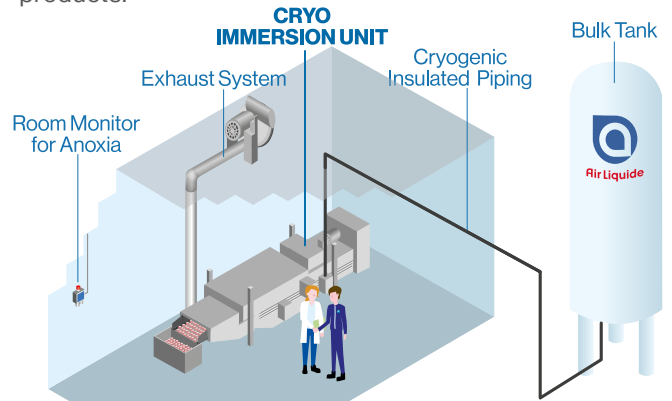 products.
CRYO
IMMERSION UNIT
Bulk Tank
Exhaust System
Cryogenic
Insulated Piping
Room Monitor
for Anoxia
Air Liquide